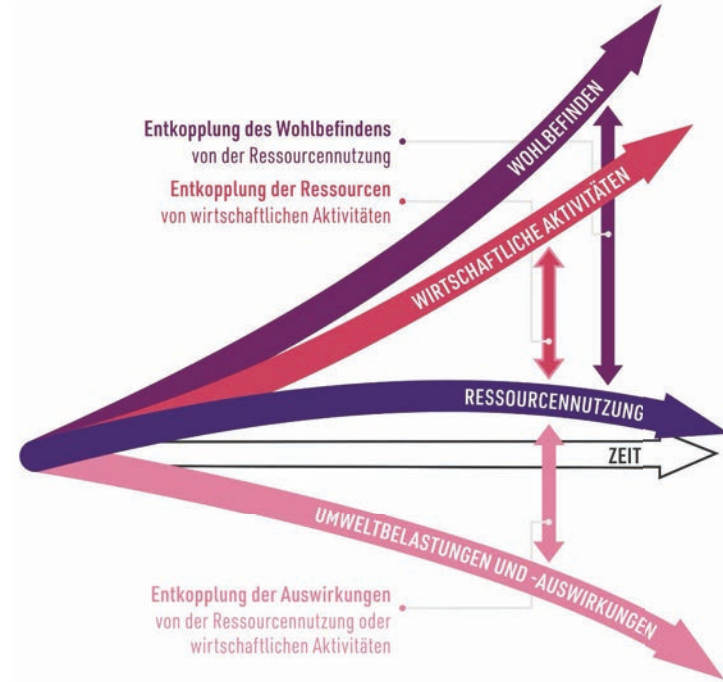 WOHLBEFINDEN
Entkopplung des Wohlbefindens
von der Ressourcennutzung
Entkopplung der Ressourcen
von wirtschaftlichen Aktivitäten
WIRTSCHAFTLICHE AKTIVITÄTEN
RESSOURCENNUTZUNG
ZEIT
UMWELTBELASTUNGEN UND -AUSWIRKUNGEN
Entkopplung der Auswirkungen
von der Ressourcennutzung oder
wirtschaftlichen Aktivitäten